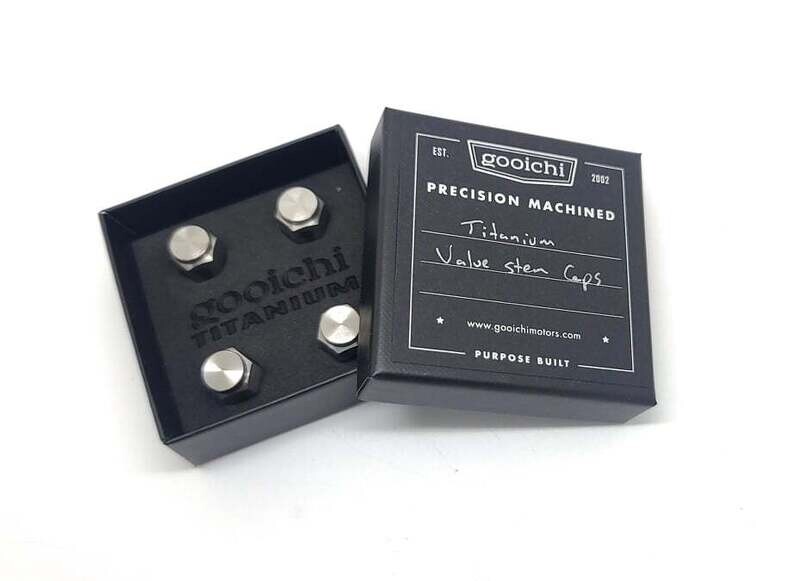 gooichi
TITANIUM
EST.
gooichi
2002
PRECISION MACHINED
Titanium
Valve stem Caps
www.gooichimotors.com
PURPOSE BUILT